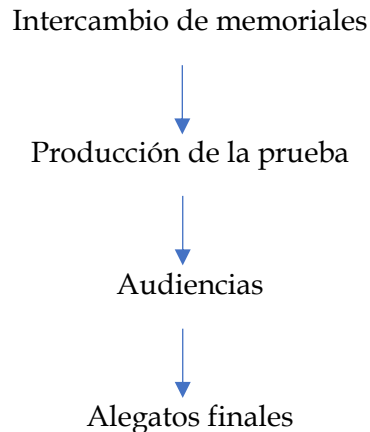 Intercambio de memoriales
Producción de la prueba
Audiencias
Alegatos finales